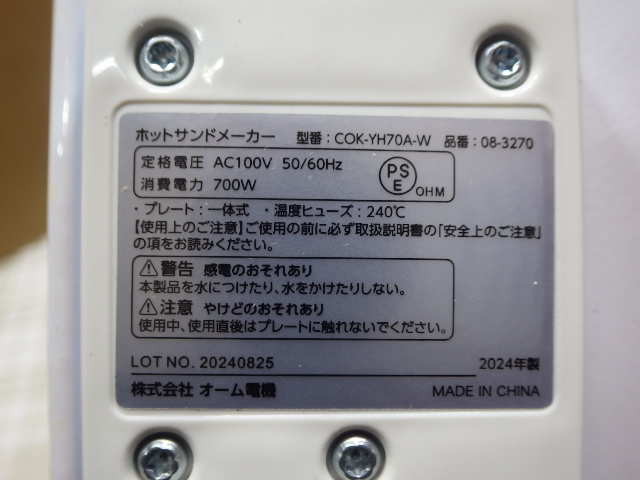 ホットサンドメーカー 型番:COK-YH70A-W 品番:08-3270
定格電圧 AC100V 50/60Hz
消費電力 700W
PS
E OHM
・プレート:一体式 ・温度ヒューズ:240℃
【使用上のご注意】ご使用の前に必ず取扱説明書の「安全上のご注意」
の項をお読みください。
警告 感電のおそれあり
本製品を水につけたり、水をかけたりしない。
注意 やけどのおそれあり
使用中、使用直後はプレートに触れないでください。
LOT NO. 20240825 2024年製
株式会社 オーム電機 MADE IN CHINA